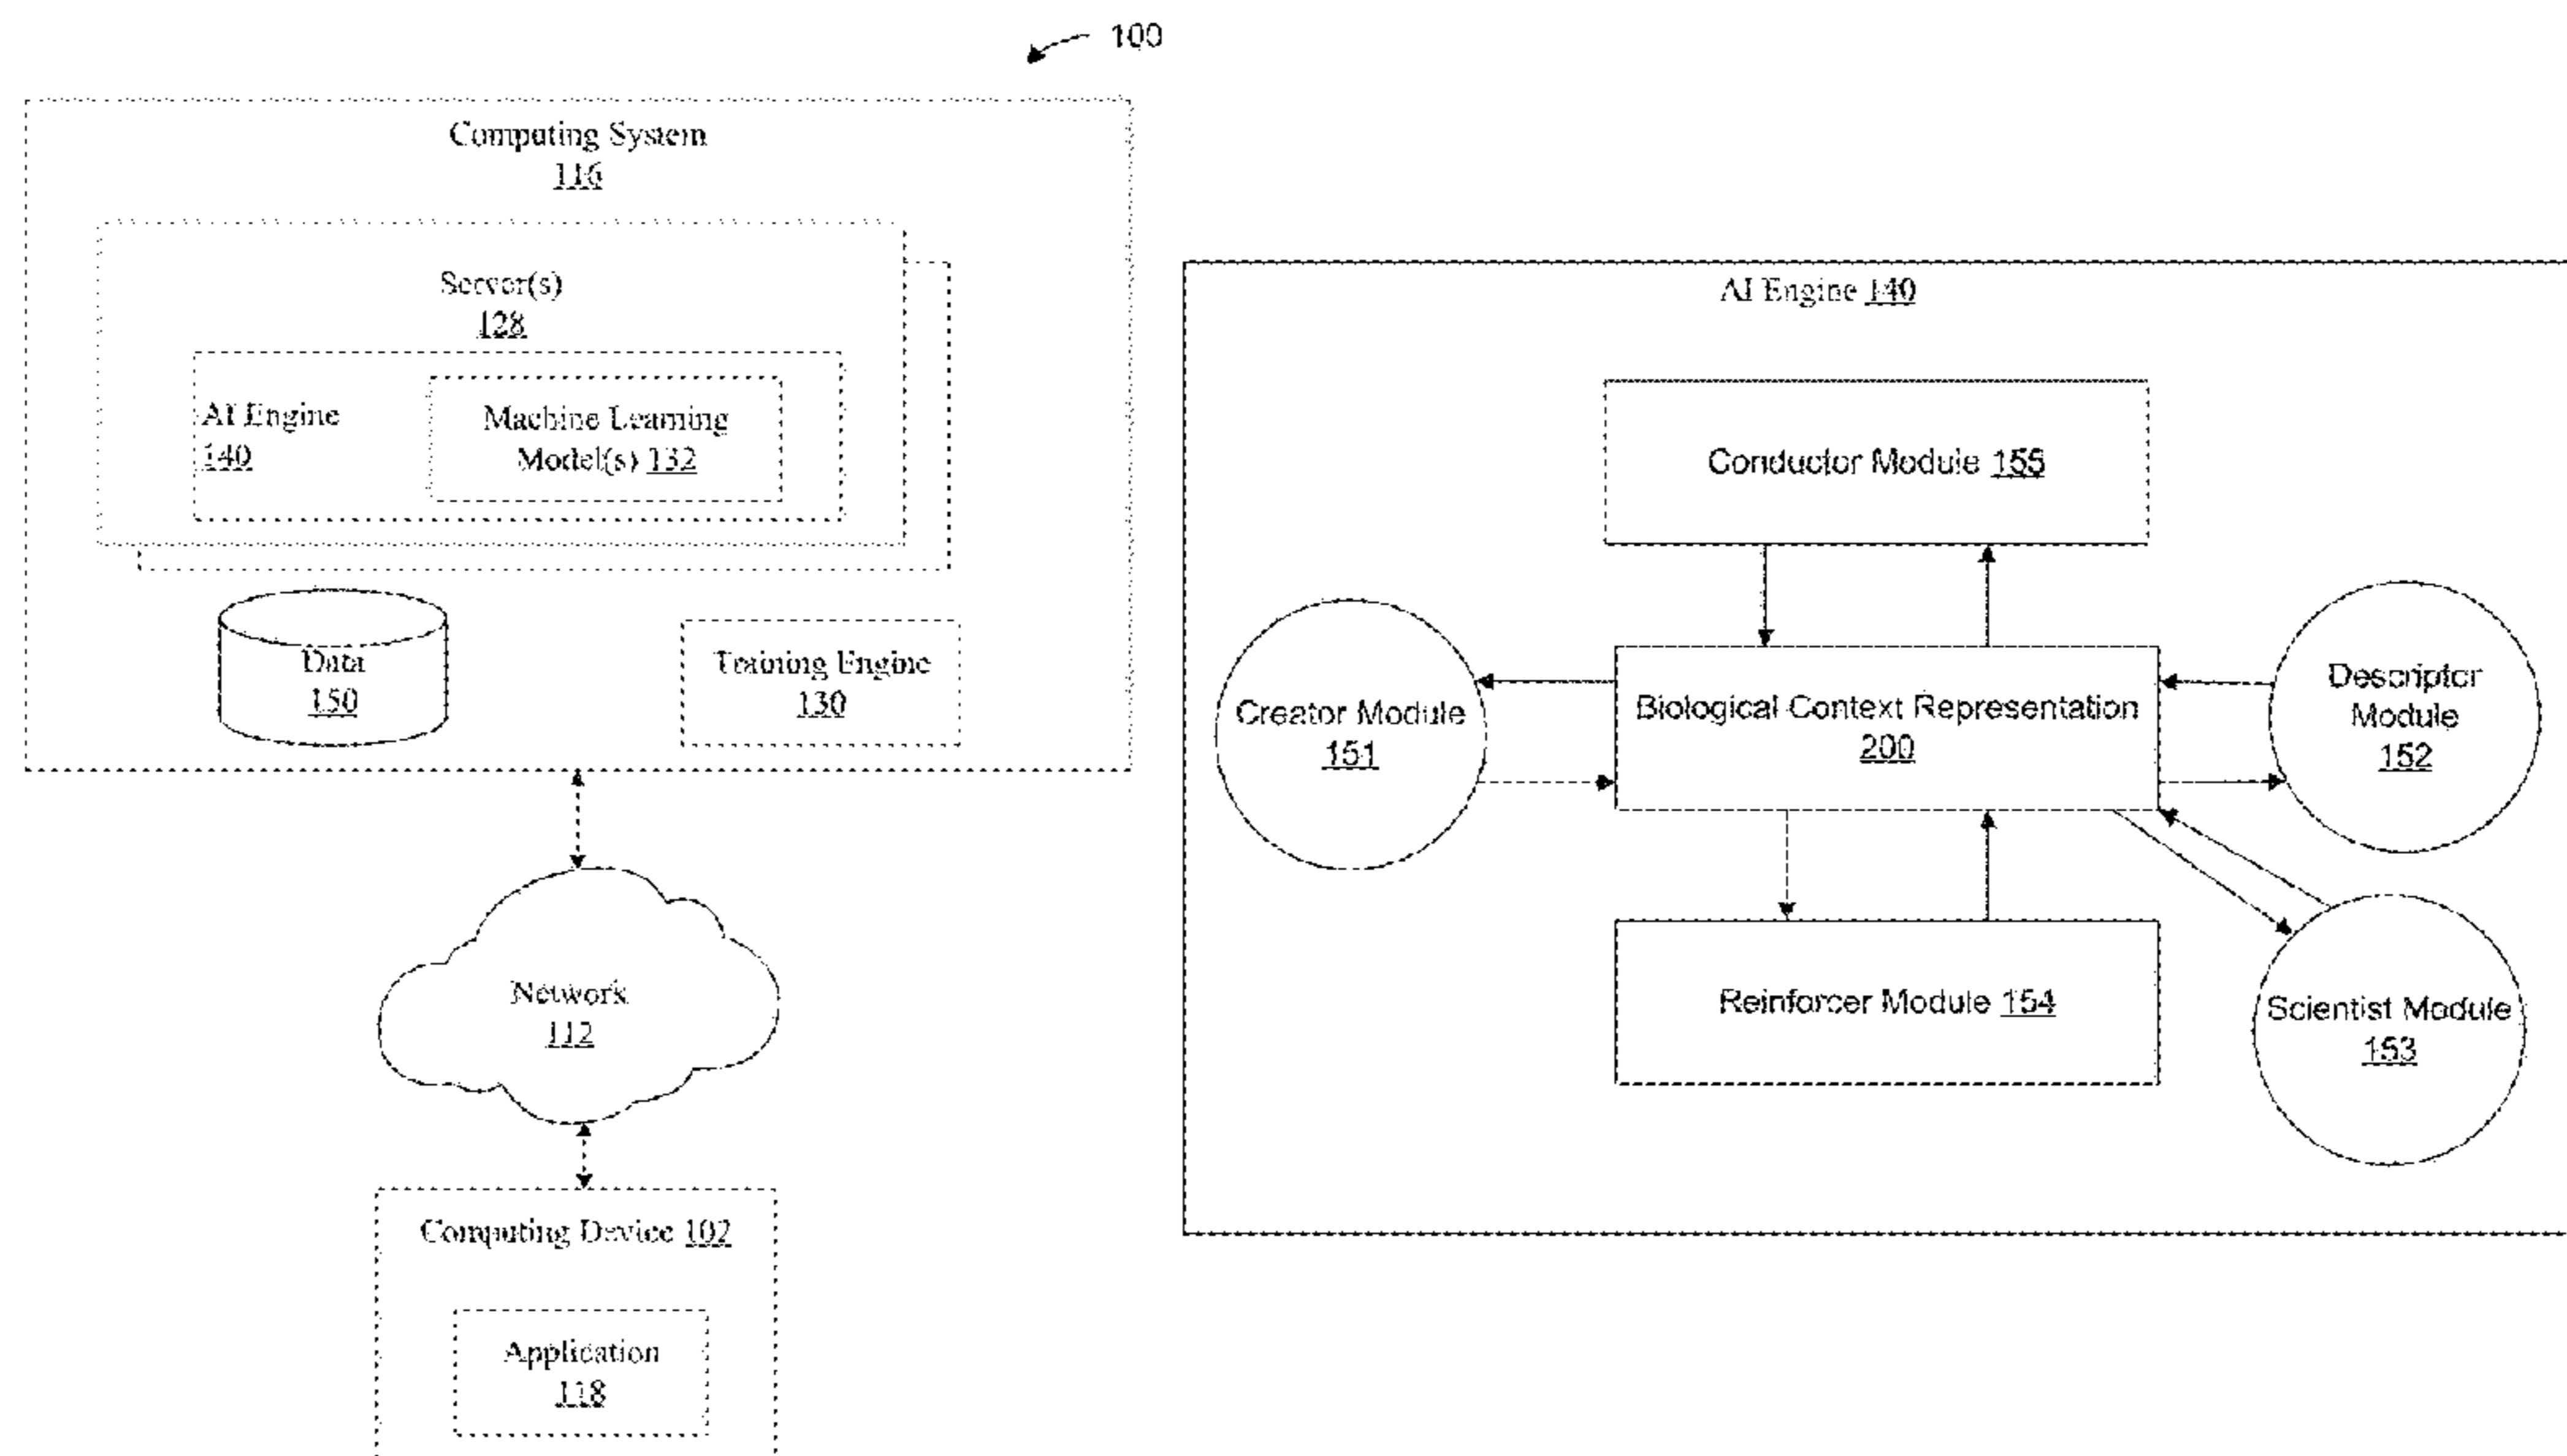 100
Computing System
116
Server(s)
128
AI Engine
140
Machine Learning
Model(s) 132
Data
150
Training Engine
130
Network
112
Computing Device 102
Application
118
AI Engine 140
Conductor Module 155
Creator Module
151
Biological Context Representation
200
Descriptor
Module
152
Reinforcer Module 154
Scientist Module
153